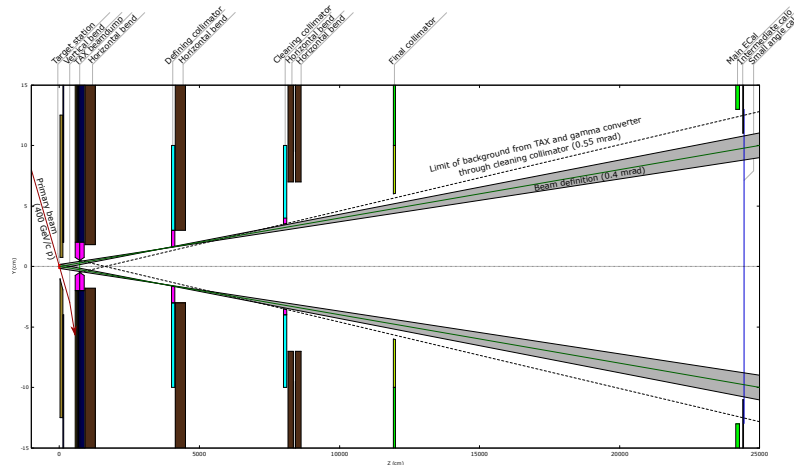 Target station
Vertical bend
TAX beamdump
Horizontal bend
Defining collimator
Horizontal bend
Cleaning collimator
Horizontal bend
Horizontal bend
Final collimator
Main ECal
Intermediate calo
Small angle cal
Limit of background from TAX and gamma converter
through cleaning collimator (0.55 mrad)
Beam definition (0.4 mrad)
Primary beam
(400 GeV/c p)
Y (cm)
15
10
5
0
-5
-10
-15
0
5000
10000
15000
20000
25000
Z (cm)